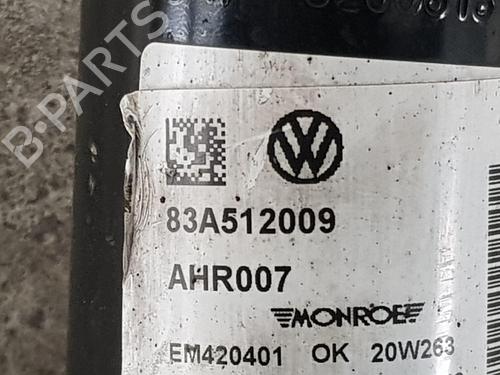 B-PARTS
83A512009
AHR007
MONROE
EM420401 OK 20W263